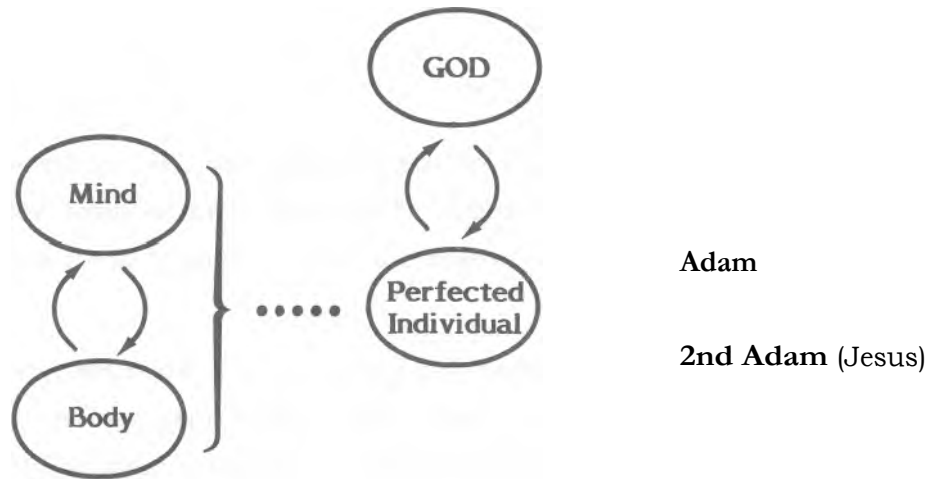 GOD
Mind
Perfected
Individual
Body
Adam
2nd Adam (Jesus)